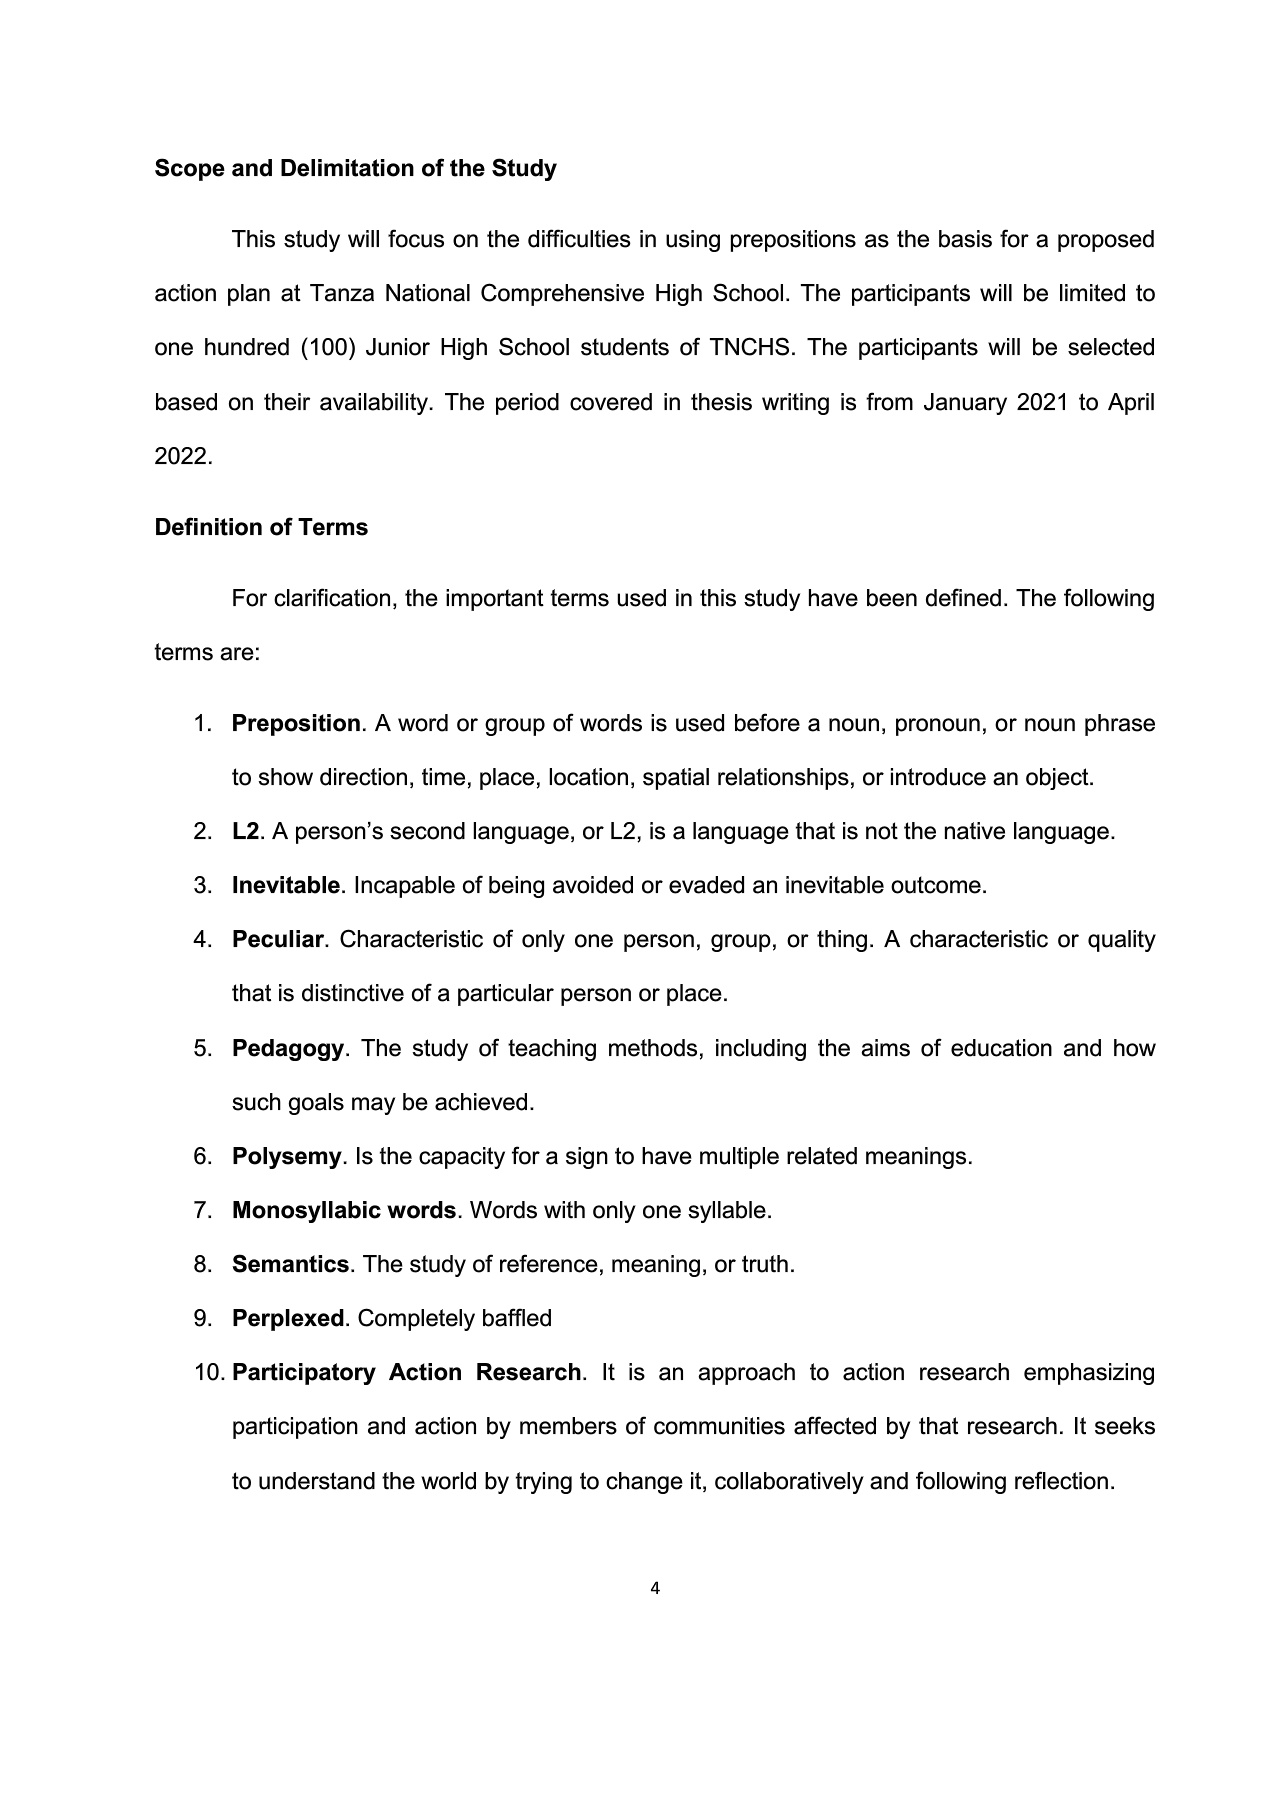 Scope and Delimitation of the Study
This study will focus on the difficulties in using prepositions as the basis for a proposed
action plan at Tanza National Comprehensive High School. The participants will be limited to
one hundred (100) Junior High School students of TNCHS. The participants will be selected
based on their availability. The period covered in thesis writing is from January 2021 to April
2022.
Definition of Terms
For clarification, the important terms used in this study have been defined. The following
terms are:
1. Preposition. A word or group of words is used before a noun, pronoun, or noun phrase
to show direction, time, place, location, spatial relationships, or introduce an object.
2. L2. A person’s second language, or L2, is a language that is not the native language.
3. Inevitable. Incapable of being avoided or evaded an inevitable outcome.
4. Peculiar. Characteristic of only one person, group, or thing. A characteristic or quality
that is distinctive of a particular person or place.
5. Pedagogy. The study of teaching methods, including the aims of education and how
such goals may be achieved.
6. Polysemy. Is the capacity for a sign to have multiple related meanings.
7. Monosyllabic words. Words with only one syllable.
8. Semantics. The study of reference, meaning, or truth.
9. Perplexed. Completely baffled
10. Participatory Action Research. It is an approach to action research emphasizing
participation and action by members of communities affected by that research. It seeks
to understand the world by trying to change it, collaboratively and following reflection.
4